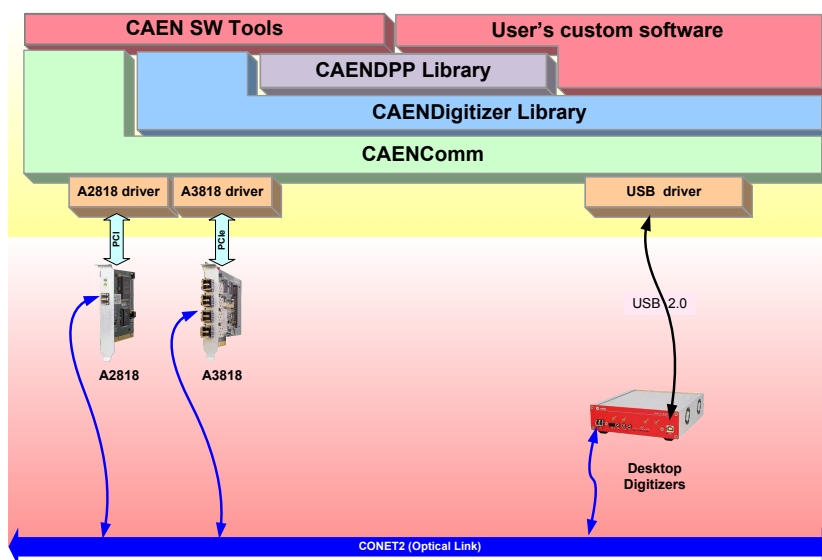 CAEN SW Tools
User's custom software
CAENDPP Library
CAENDigitizer Library
CAENComm
A2818 driver
A3818 driver
USB driver
PCI
PCIe
USB 2.0
A2818
A3818
Desktop
Digitizers
CONET2 (Optical Link)